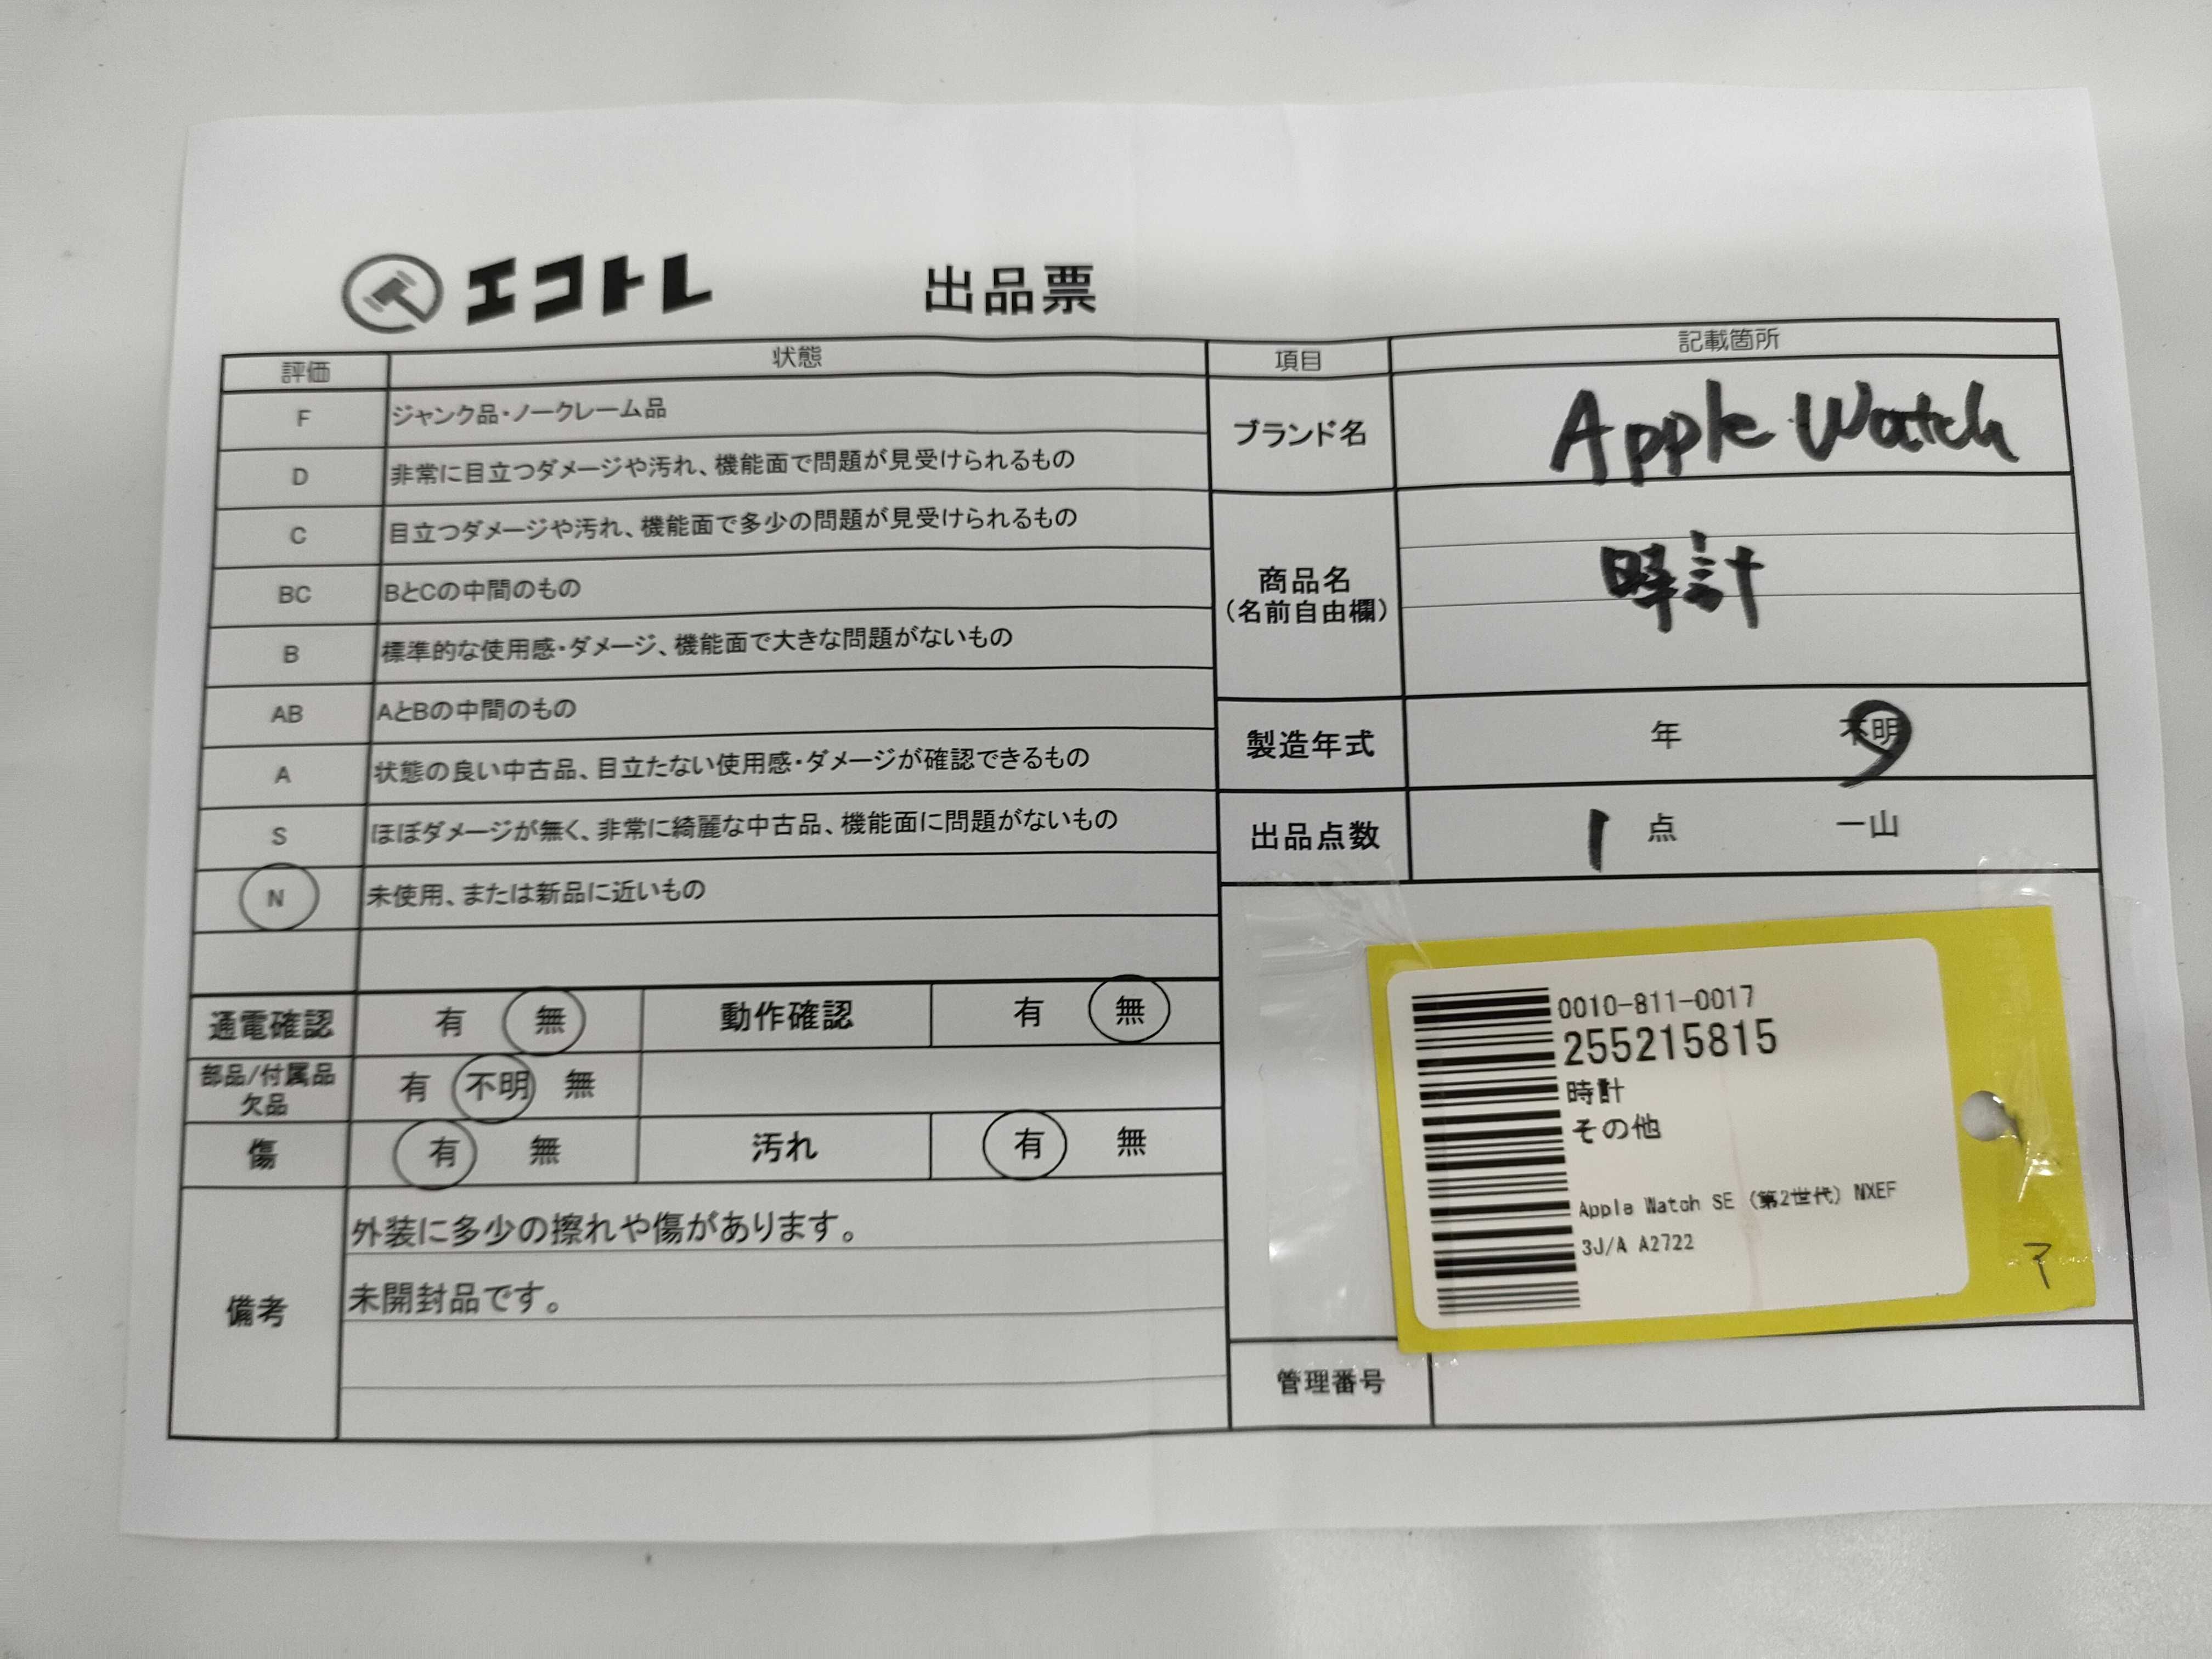 エコトレ 出品票
評価 状態
F ジャンク品・ノークレーム品
D 非常に目立つダメージや汚れ、機能面で問題が見受けられるもの
C 目立つダメージや汚れ、機能面で多少の問題が見受けられるもの
BC BとCの中間のもの
B 標準的な使用感・ダメージ、機能面で大きな問題がないもの
AB AとBの中間のもの
A 状態の良い中古品、目立たない使用感・ダメージが確認できるもの
S ほぼダメージが無く、非常に綺麗な中古品、機能面に問題がないもの
N 未使用、または新品に近いもの
通電確認 有 無 動作確認 有 無
部品/付属品
欠品 有 不明 無
傷 有 無 汚れ 有 無
備考
外装に多少の擦れや傷があります。
未開封品です。
項目 記載箇所
ブランド名 Apple Watch
商品名
(名前自由欄)
時計
製造年式 年 不明
出品点数 1 点 一山
0010-811-0017
255215815
時計
その他
Apple Watch SE (第2世代) NXEF
3J/A A2722
ア
管理番号